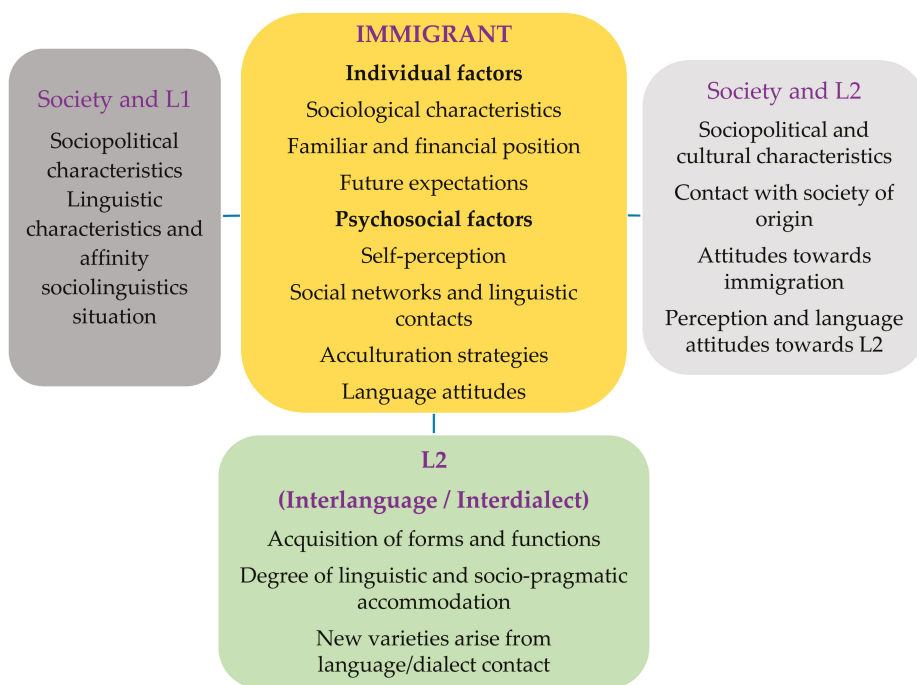 Society and L1
Sociopolitical
characteristics
Linguistic
characteristics and
affinity
sociolinguistics
situation
IMMIGRANT
Individual factors
Sociological characteristics
Familiar and financial position
Future expectations
Psychosocial factors
Self-perception
Social networks and linguistic
contacts
Acculturation strategies
Language attitudes
Society and L2
Sociopolitical and
cultural characteristics
Contact with society of
origin
Attitudes towards
immigration
Perception and language
attitudes towards L2
L2
(Interlanguage / Interdialect)
Acquisition of forms and functions
Degree of linguistic and socio-pragmatic
accommodation
New varieties arise from
language/dialect contact